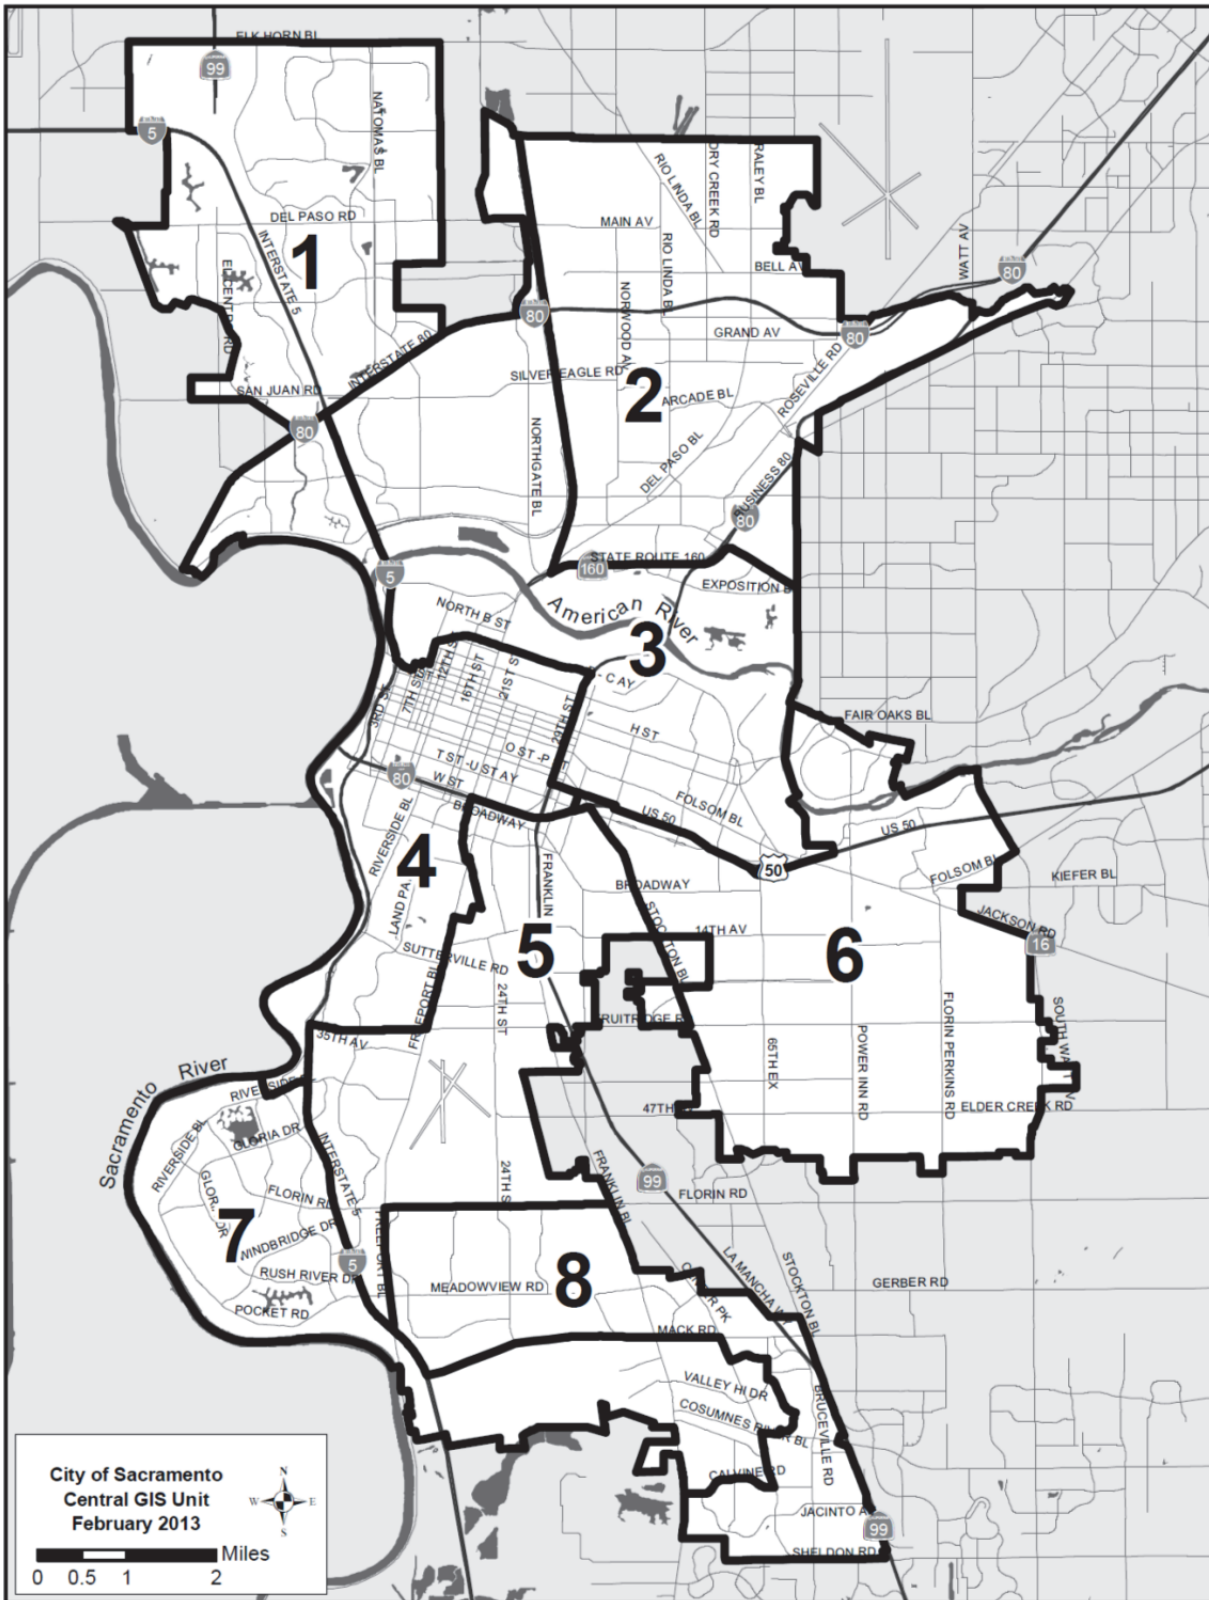 ELK HORN BL
99
5
NATOMAS BL
DEL PASO RD
INTERSTATE 5
1
SAN JUAN RD
INTERSTATE 80
80
80
RIO LINDA BL
DRY CREEK RD
RALEY BL
MAIN AV
RIO LINDA BL
BELL AV
NORWOOD AV
GRAND AV
80
WATT AV
80
SILVER EAGLE RD
2
ARCADE BL
ROSEVILLE RD
NORTHGATE BL
DEL PASO BL
BUSINESS 80
80
STATE ROUTE 160
160
5
EXPOSITION B
American River
NORTH B ST
3
12TH S
16TH ST
21ST S
7TH ST
3RD ST
29TH ST
C AY
H ST
FAIR OAKS BL
O ST -P
T ST -U ST AY
W ST
80
BROADWAY
FOLSOM BL
US 50
US 50
50
RIVERSIDE BL
4
LAND PA
FRANKLIN
BROADWAY
FOLSOM BL
KIEFER BL
STOCKTON BL
14TH AV
JACKSON RD
16
SUTTERVILLE RD
5
6
FREEPORT BL
24TH ST
FRUITRIDGE R
35TH AV
65TH EX
POWER INN RD
FLORIN PERKINS RD
SOUTH WATT AV
47TH
ELDER CREEK RD
Sacramento River
RIVERSIDE
RIVERSIDE BL
GLORIA DR
INTERSTATE 5
24TH S
FRANKLIN BL
99
FLORIN RD
FLORIN RD
7
WINDBRIDGE DR
RUSH RIVER DR
5
POCKET RD
FREEPORT BL
8
MEADOWVIEW RD
LA MANCHA W
STOCKTON BL
GERBER RD
MACK RD
VALLEY HI DR
COSUMNES RIVER BL
BRUCEVILLE RD
CALVINE RD
JACINTO A
99
SHELDON RD
City of Sacramento
Central GIS Unit
February 2013
N
W E
S
Miles
0 0.5 1 2